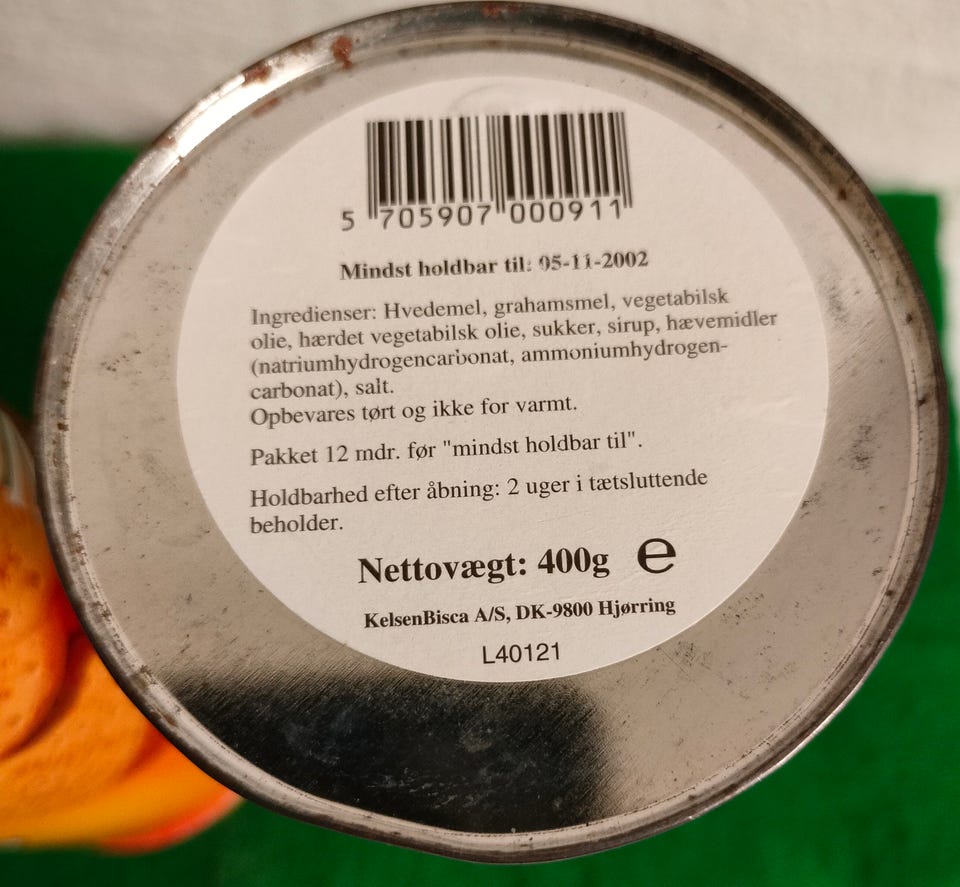 5 705907 000911
Mindst holdbar til: 05-11-2002
Ingredienser: Hvedemel, grahamsmel, vegetabilsk
olie, hærdet vegetabilsk olie, sukker, sirup, hævemidler
(natriumhydrogencarbonat, ammoniumhydrogen-
carbonat), salt.
Opbevares tørt og ikke for varmt.
Pakket 12 mdr. før "mindst holdbar til".
Holdbarhed efter åbning: 2 uger i tætsluttende
beholder.
Nettovægt: 400g ℮
KelsenBisca A/S, DK-9800 Hjørring
L40121